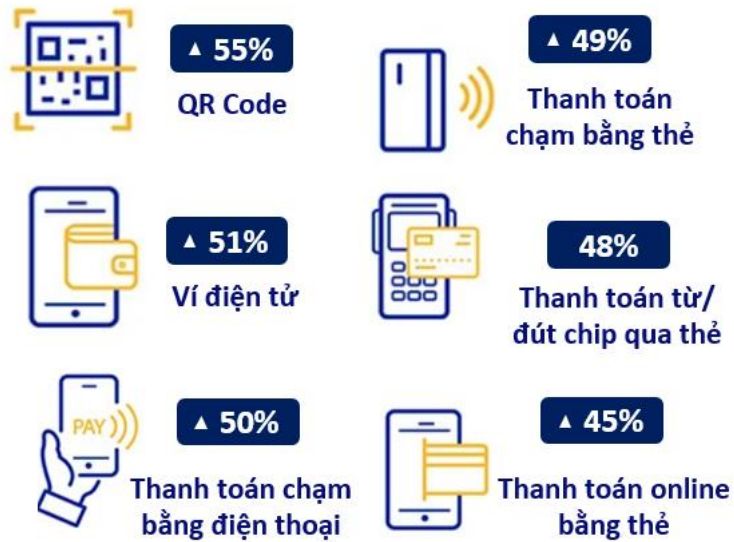 ▲ 55%
QR Code
▲ 49%
Thanh toán
chạm bằng thẻ
▲ 51%
Ví điện tử
48%
Thanh toán từ/
đút chip qua thẻ
PAY
▲ 50%
Thanh toán chạm
bằng điện thoại
▲ 45%
Thanh toán online
bằng thẻ